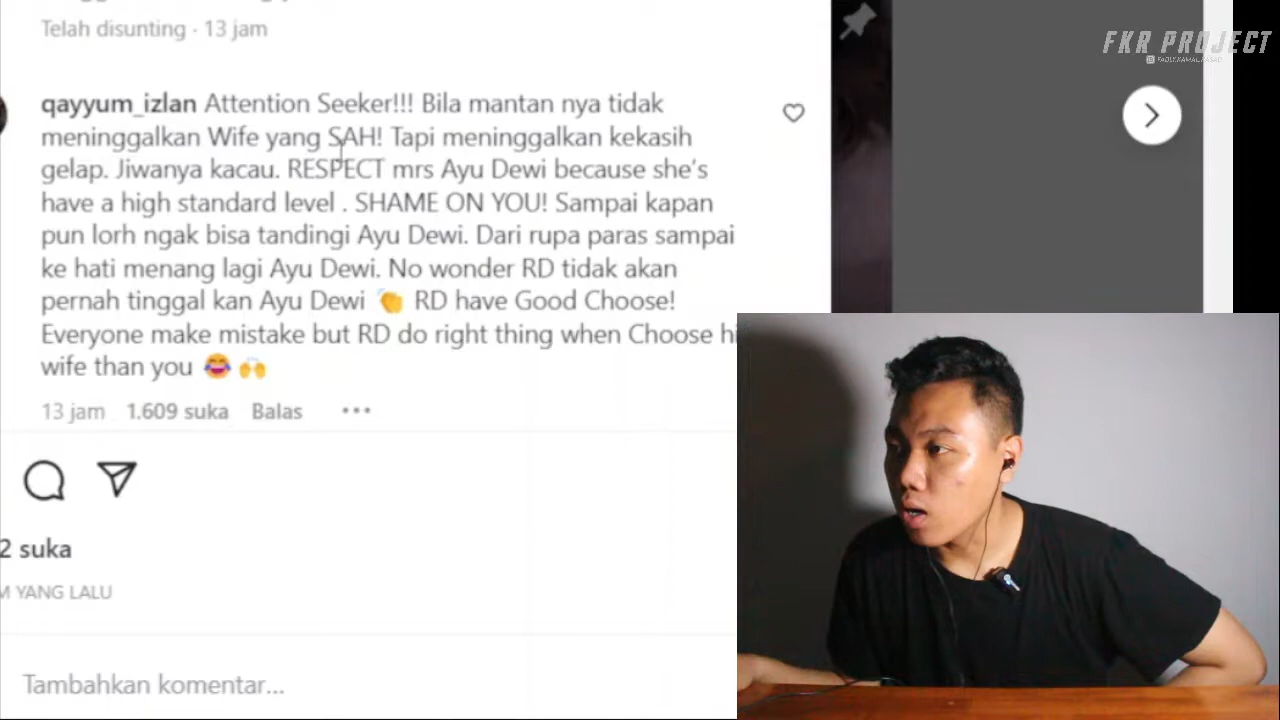 Telah disunting · 13 jam
FKR PROJECT
qayyum_izlan Attention Seeker!!! Bila mantan nya tidak
meninggalkan Wife yang SAH! Tapi meninggalkan kekasih
gelap. Jiwanya kacau. RESPECT mrs Ayu Dewi because she's
have a high standard level . SHAME ON YOU! Sampai kapan
pun lorh ngak bisa tandingi Ayu Dewi. Dari rupa paras sampai
ke hati menang lagi Ayu Dewi. No wonder RD tidak akan
pernah tinggal kan Ayu Dewi 👏 RD have Good Choose!
Everyone make mistake but RD do right thing when Choose hi
wife than you 😂 🙌
13 jam 1.609 suka Balas •••
2 suka
M YANG LALU
Tambahkan komentar...